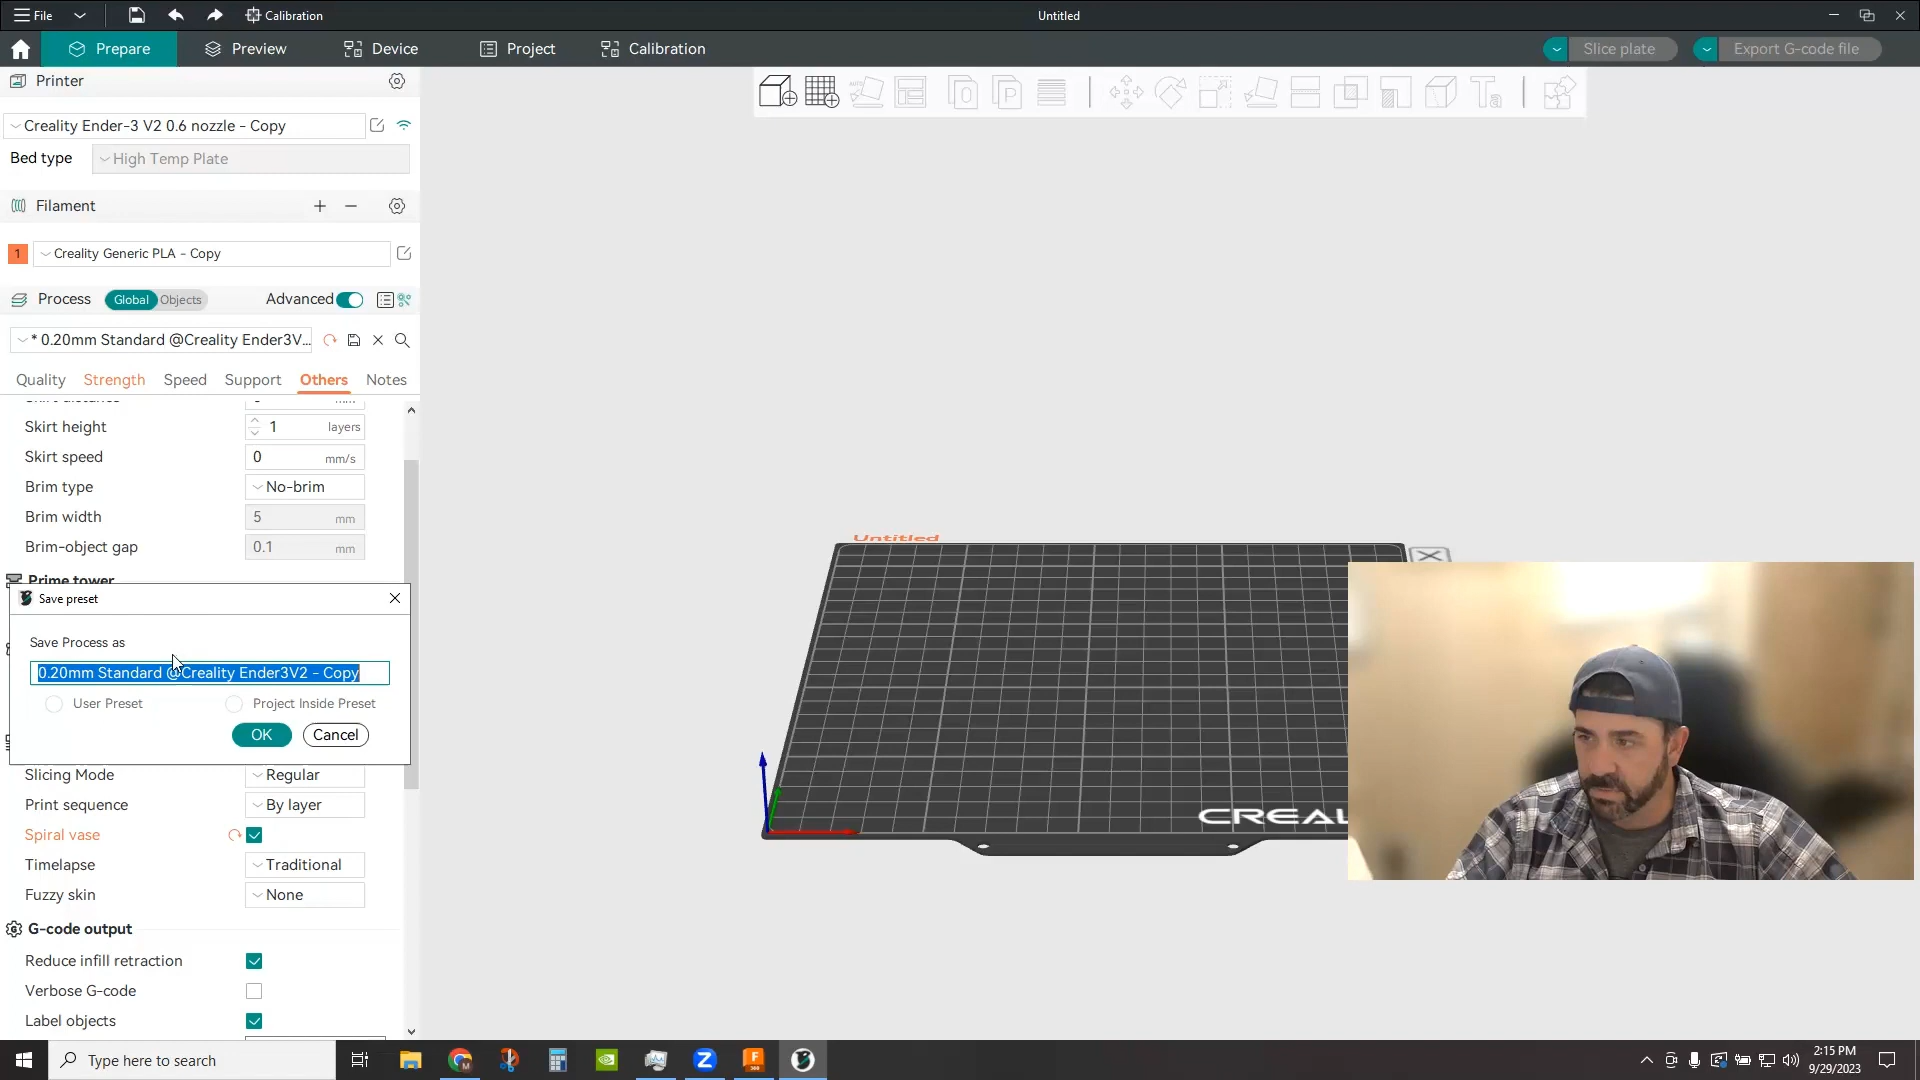 File
Calibration
Untitled
Prepare
Preview
Device
Project
Calibration
Slice plate
Export G-code file
Printer
Creality Ender-3 V2 0.6 nozzle - Copy
Bed type
High Temp Plate
Filament
1
Creality Generic PLA - Copy
Process
Global
Objects
Advanced
* 0.20mm Standard @Creality Ender3V...
Quality
Strength
Speed
Support
Others
Notes
Skirt height
1
layers
Skirt speed
0
mm/s
Brim type
No-brim
Brim width
5
mm
Brim-object gap
0.1
mm
Prime tower
Save preset
Save Process as
0.20mm Standard @Creality Ender3V2 - Copy
User Preset
Project Inside Preset
OK
Cancel
Slicing Mode
Regular
Print sequence
By layer
Spiral vase
Timelapse
Traditional
Fuzzy skin
None
G-code output
Reduce infill retraction
Verbose G-code
Label objects
Untitled
CREAL
Type here to search
2:15 PM
9/29/2023